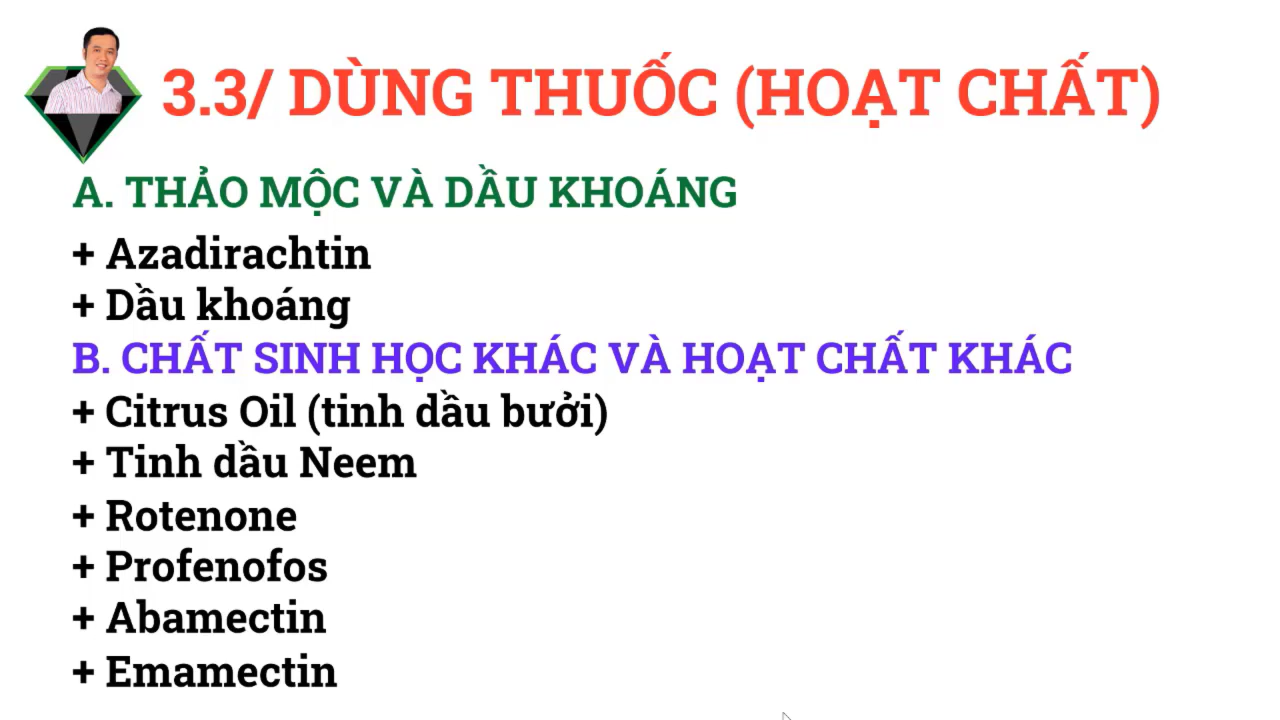 3.3/ DÙNG THUỐC (HOẠT CHẤT)
A. THẢO MỘC VÀ DẦU KHOÁNG
+ Azadirachtin
+ Dầu khoáng
B. CHẤT SINH HỌC KHÁC VÀ HOẠT CHẤT KHÁC
+ Citrus Oil (tinh dầu bưởi)
+ Tinh dầu Neem
+ Rotenone
+ Profenofos
+ Abamectin
+ Emamectin